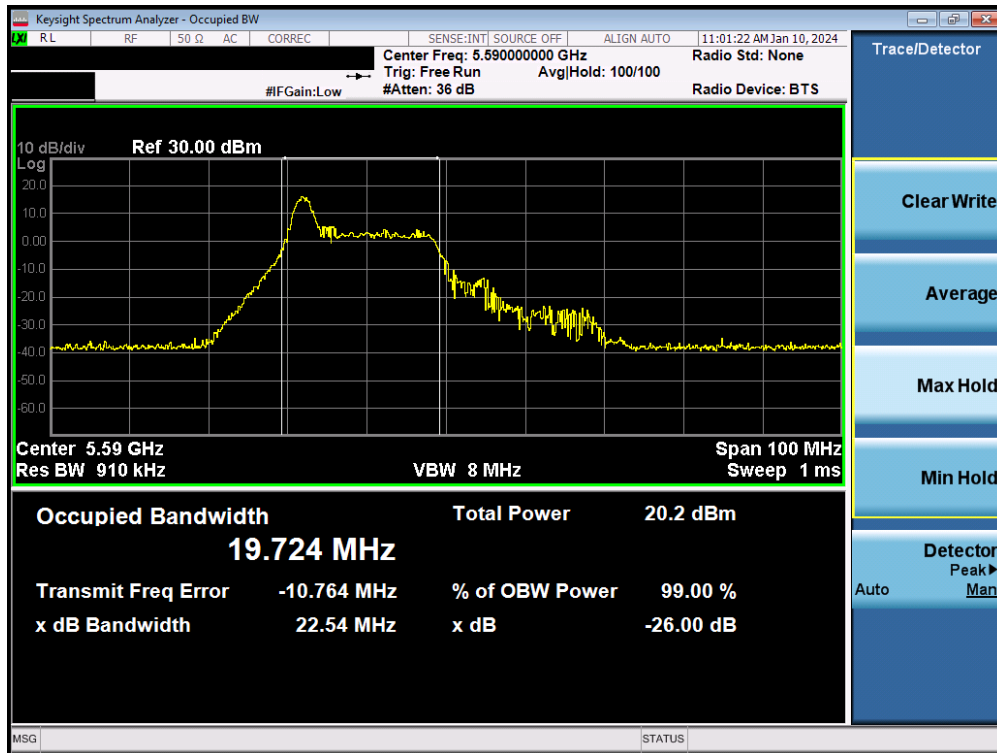 Keysight Spectrum Analyzer - Occupied BW
LXI RL RF 50 Ω AC CORREC SENSE:INT SOURCE OFF ALIGN AUTO 11:01:22 AM Jan 10, 2024
Center Freq: 5.590000000 GHz Radio Std: None
Trig: Free Run Avg|Hold: 100/100
#IFGain:Low #Atten: 36 dB Radio Device: BTS
Trace/Detector
10 dB/div Ref 30.00 dBm
Log
20.0
10.0
0.00
-10.0
-20.0
-30.0
-40.0
-50.0
-60.0
Center 5.59 GHz Span 100 MHz
Res BW 910 kHz VBW 8 MHz Sweep 1 ms
Occupied Bandwidth Total Power 20.2 dBm
19.724 MHz
Transmit Freq Error -10.764 MHz % of OBW Power 99.00 %
x dB Bandwidth 22.54 MHz x dB -26.00 dB
Clear Write
Average
Max Hold
Min Hold
Detector
Peak▶
Auto Man
MSG STATUS